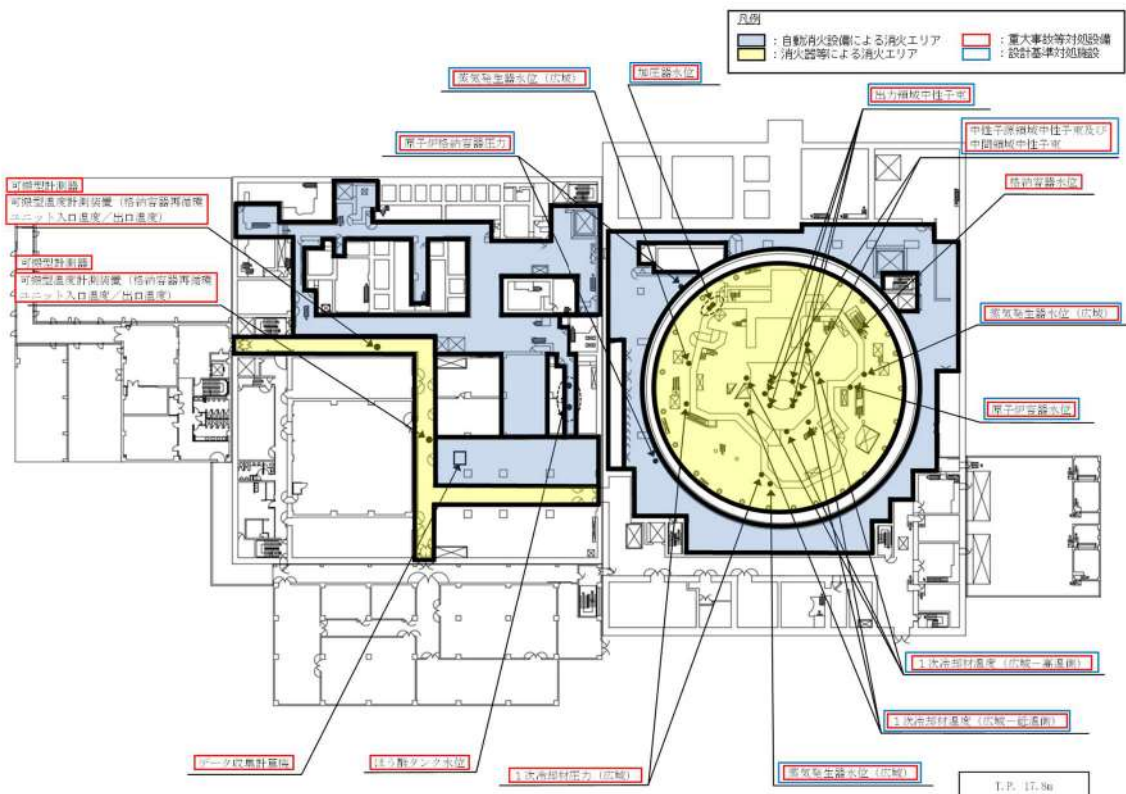 凡例
：自動消火設備による消火エリア
：消火器等による消火エリア
：重大事故等対処設備
：設計基準対処施設
蒸気発生器水位（広域）
加圧器水位
出力領域中性子束
原子炉格納容器圧力
中性子源領域中性子束及び
中間領域中性子束
格納容器水位
可搬型計測器
可搬型温度計測装置（格納容器再循環
ユニット入口温度／出口温度）
可搬型計測器
可搬型温度計測装置（格納容器再循環
ユニット入口温度／出口温度）
蒸気発生器水位（広域）
原子炉容器水位
１次冷却材温度（広域－高温側）
１次冷却材温度（広域－低温側）
データ収集計算機
ほう酸タンク水位
１次冷却材圧力（広域）
蒸気発生器水位（広域）
T.P. 17.8m